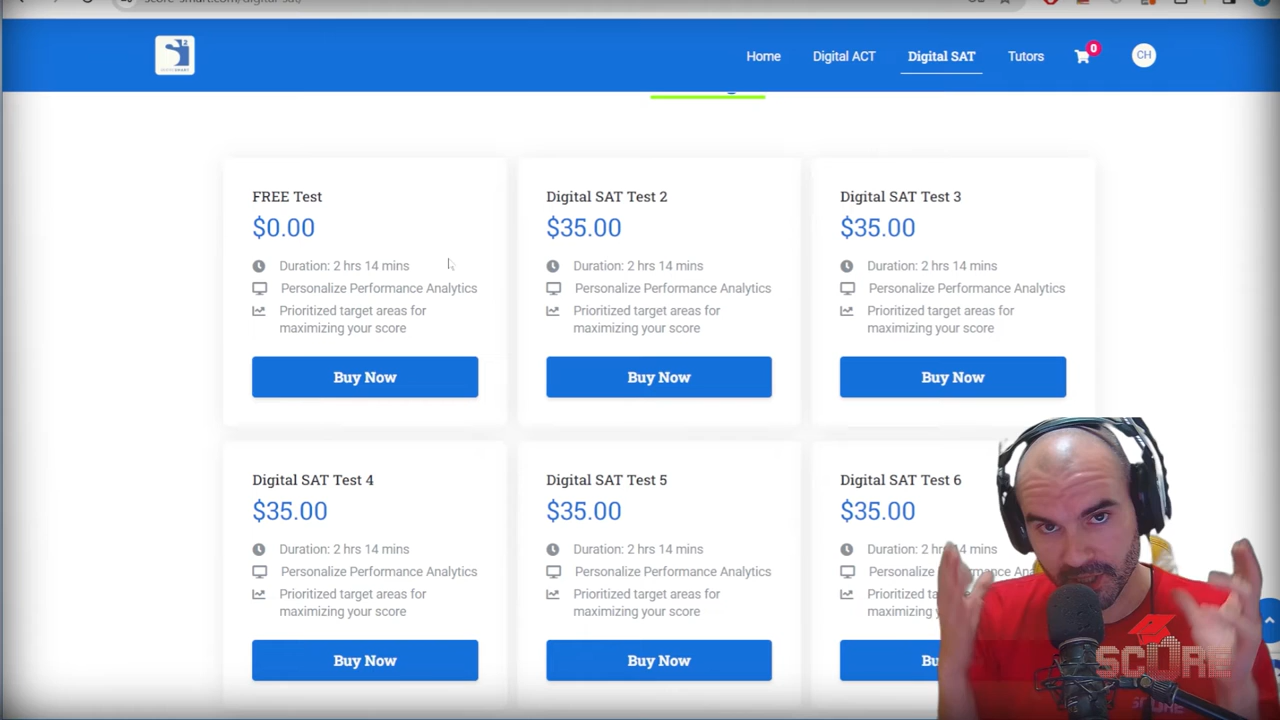 Home
Digital ACT
Digital SAT
Tutors
0
CH
FREE Test
$0.00
Duration: 2 hrs 14 mins
Personalize Performance Analytics
Prioritized target areas for
maximizing your score
Buy Now
Digital SAT Test 2
$35.00
Duration: 2 hrs 14 mins
Personalize Performance Analytics
Prioritized target areas for
maximizing your score
Buy Now
Digital SAT Test 3
$35.00
Duration: 2 hrs 14 mins
Personalize Performance Analytics
Prioritized target areas for
maximizing your score
Buy Now
Digital SAT Test 4
$35.00
Duration: 2 hrs 14 mins
Personalize Performance Analytics
Prioritized target areas for
maximizing your score
Buy Now
Digital SAT Test 5
$35.00
Duration: 2 hrs 14 mins
Personalize Performance Analytics
Prioritized target areas for
maximizing your score
Buy Now
Digital SAT Test 6
$35.00
Duration: 2 hrs 14 mins
Personalize
maximizing
SCORE